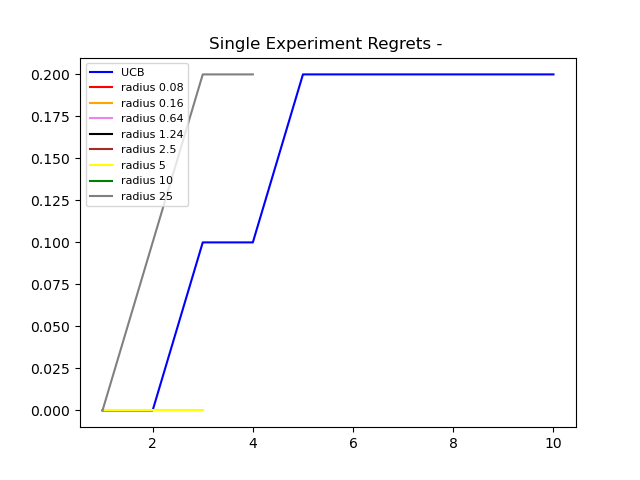 Single Experiment Regrets -
0.200
0.175
0.150
0.125
0.100
0.075
0.050
0.025
0.000
UCB
radius 0.08
radius 0.16
radius 0.64
radius 1.24
radius 2.5
radius 5
radius 10
radius 25
2 4 6 8 10